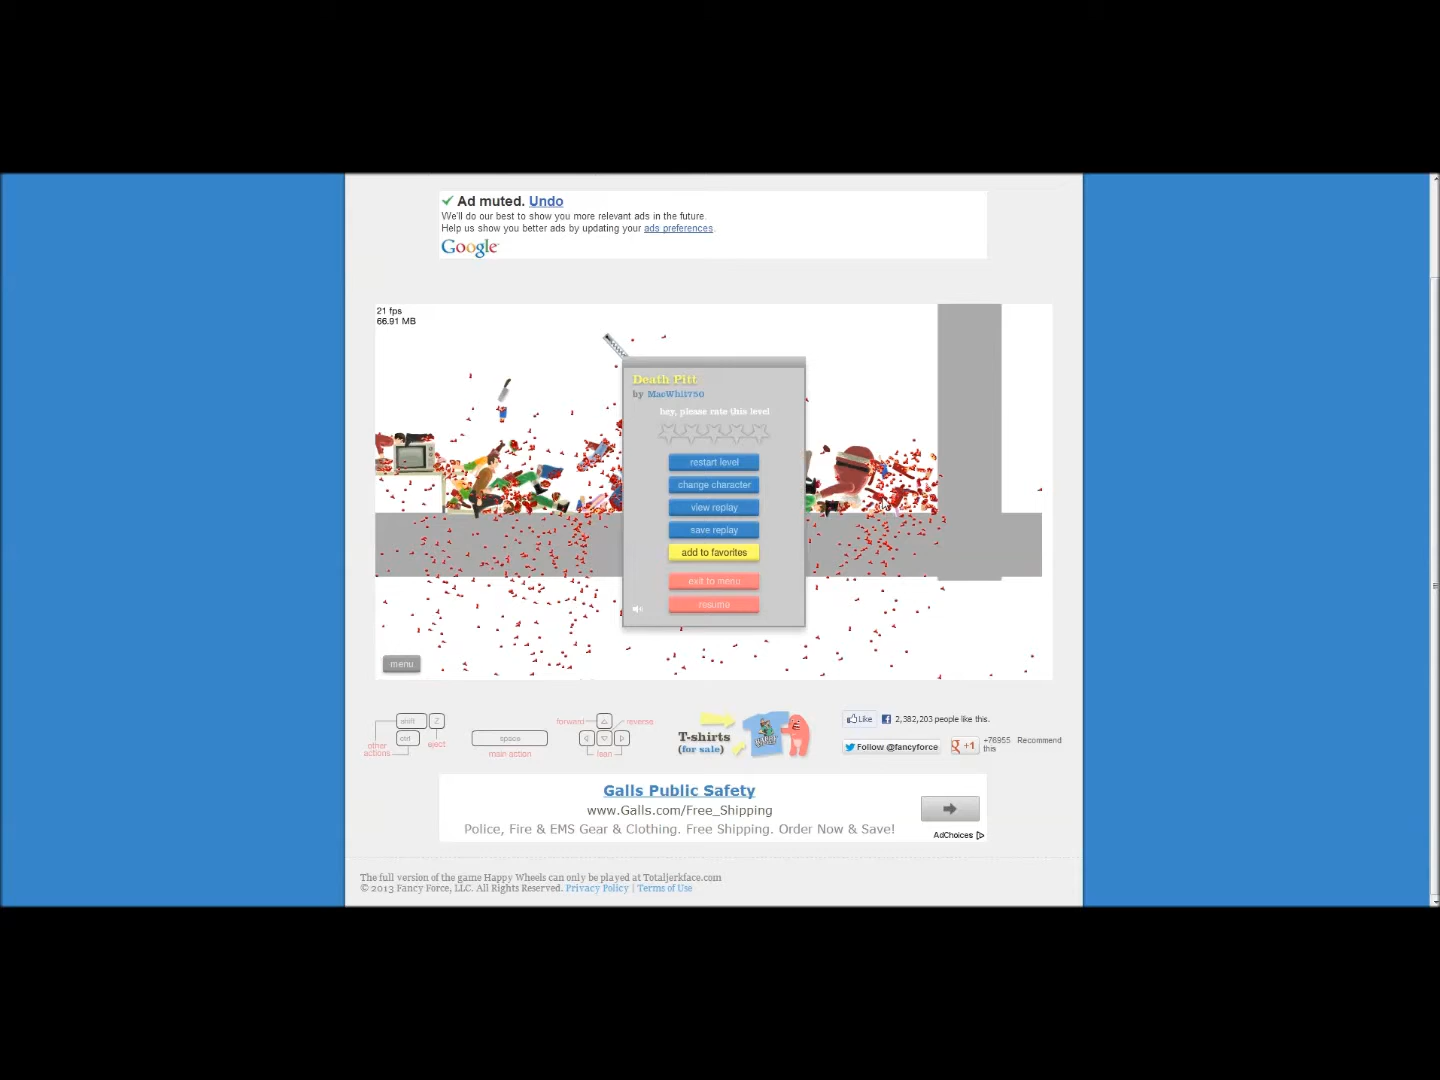 Ad muted. Undo
We'll do our best to show you more relevant ads in the future.
Help us show you better ads by updating your ads preferences.
Google
21 fps
66.91 MB
Death Pitt
by MacWhit750
hey, please rate this level
restart level
change character
view replay
save replay
add to favorites
exit to menu
resume
menu
shift Z
ctrl
other actions
eject
space
main action
forward
reverse
lean
T-shirts
(for sale)
Like 2,382,203 people like this.
Follow @fancyforce
+1 +76955 Recommend this
Galls Public Safety
www.Galls.com/Free_Shipping
Police, Fire & EMS Gear & Clothing. Free Shipping. Order Now & Save!
AdChoices
The full version of the game Happy Wheels can only be played at Totaljerkface.com
© 2013 Fancy Force, LLC. All Rights Reserved. Privacy Policy | Terms of Use